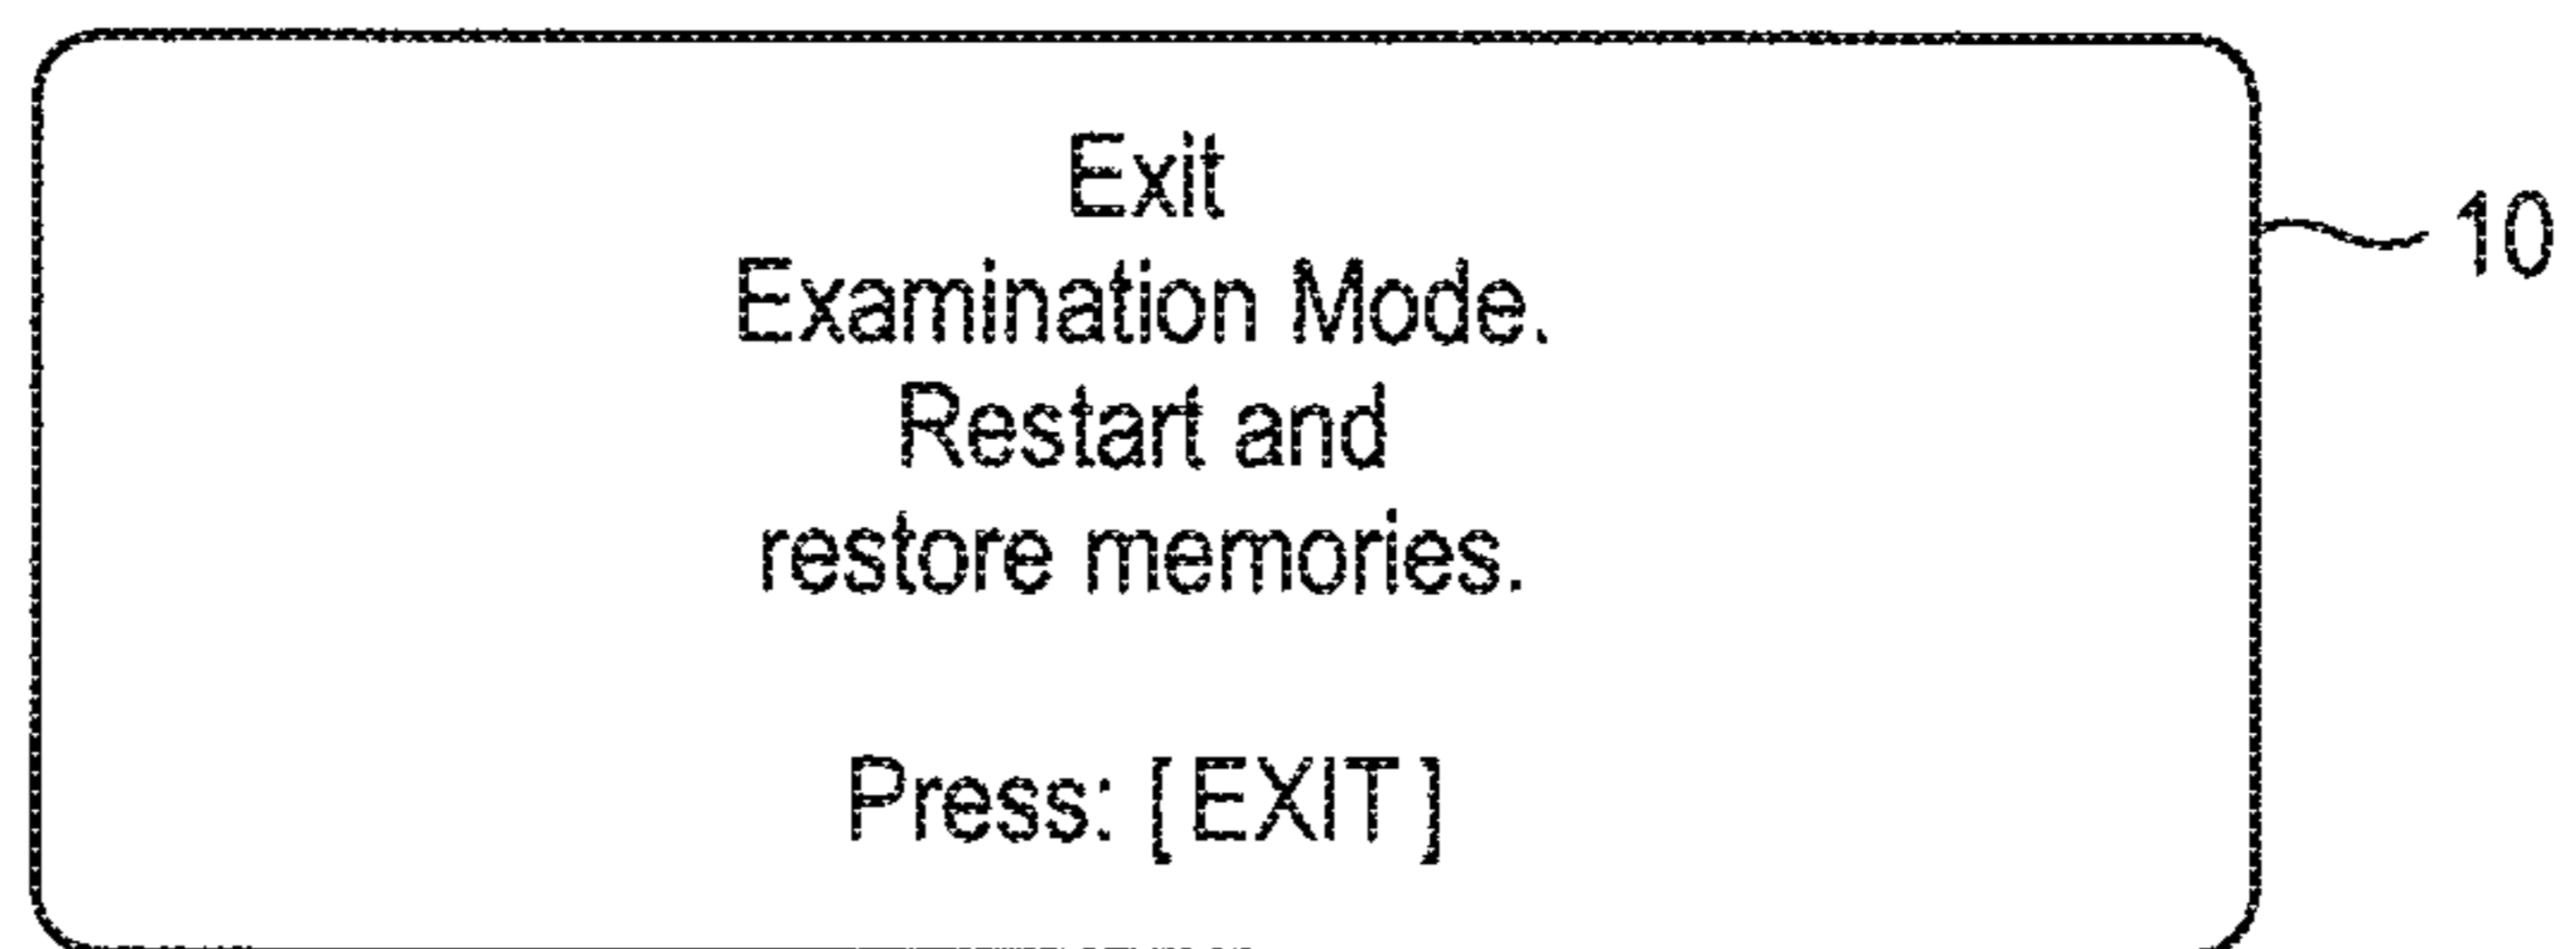 Exit
Examination Mode.
Restart and
restore memories.
Press: [EXIT]
10